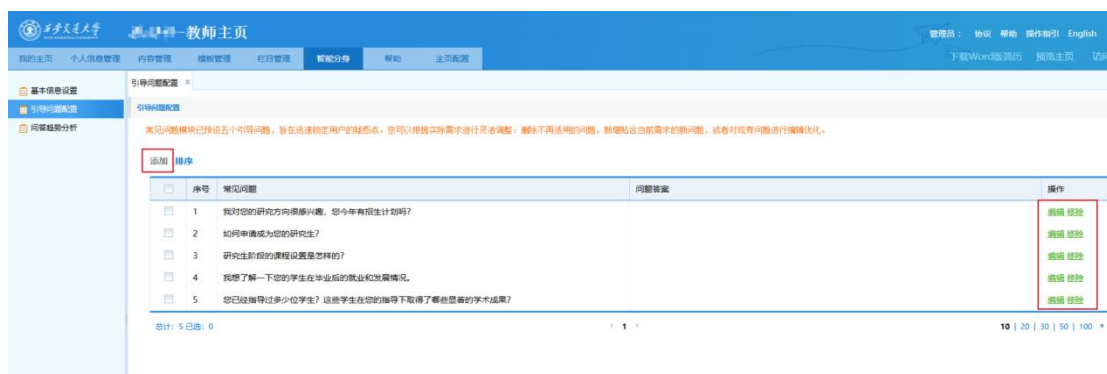 西安交通大学
-教师主页
管理员： 协议 帮助 操作指引 English
我的主页 个人信息管理 内容管理 模板管理 栏目管理 智能分身 帮助 主页配置
下载Word版简历 预览主页 访问
基本信息设置
引导问题配置
问答趋势分析
引导问题配置 ×
引导问题配置
常见问题模块已预设五个引导问题，旨在迅速锁定用户的疑惑点。您可以根据实际需求进行灵活调整：删除不再适用的问题，新增贴合当前需求的新问题，或者对现有问题进行编辑优化。
添加 排序
序号 常见问题 问题答案 操作
1 我对您的研究方向很感兴趣，您今年有招生计划吗？ 编辑 移除
2 如何申请成为您的研究生？ 编辑 移除
3 研究生阶段的课程设置是怎样的？ 编辑 移除
4 我想了解一下您的学生在毕业后的就业和发展情况。 编辑 移除
5 您已经指导过多少位学生？这些学生在您的指导下取得了哪些显著的学术成果？ 编辑 移除
总计：5 已选：0
1
10 | 20 | 30 | 50 | 100